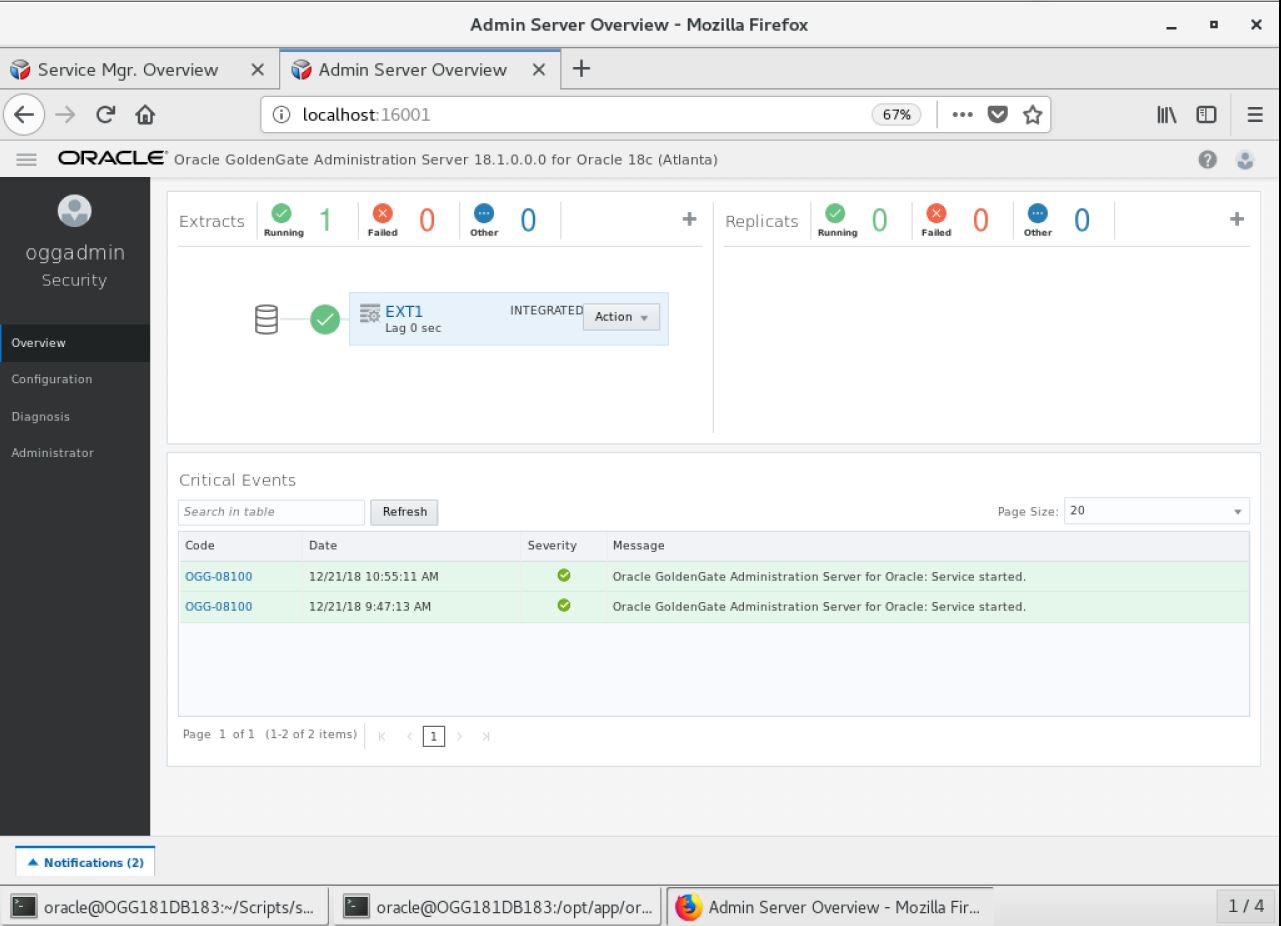 Admin Server Overview - Mozilla Firefox
Service Mgr. Overview
Admin Server Overview
localhost:16001
67%
ORACLE Oracle GoldenGate Administration Server 18.1.0.0.0 for Oracle 18c (Atlanta)
oggadmin
Security
Overview
Configuration
Diagnosis
Administrator
Extracts Running 1 Failed 0 Other 0
Replicats Running 0 Failed 0 Other 0
EXT1 INTEGRATED Action
Lag 0 sec
Critical Events
Search in table Refresh Page Size: 20
Code Date Severity Message
OGG-08100 12/21/18 10:55:11 AM Oracle GoldenGate Administration Server for Oracle: Service started.
OGG-08100 12/21/18 9:47:13 AM Oracle GoldenGate Administration Server for Oracle: Service started.
Page 1 of 1 (1-2 of 2 items) 1
Notifications (2)
oracle@OGG181DB183:~/Scripts/s...
oracle@OGG181DB183:/opt/app/or...
Admin Server Overview - Mozilla Fir...
1 / 4